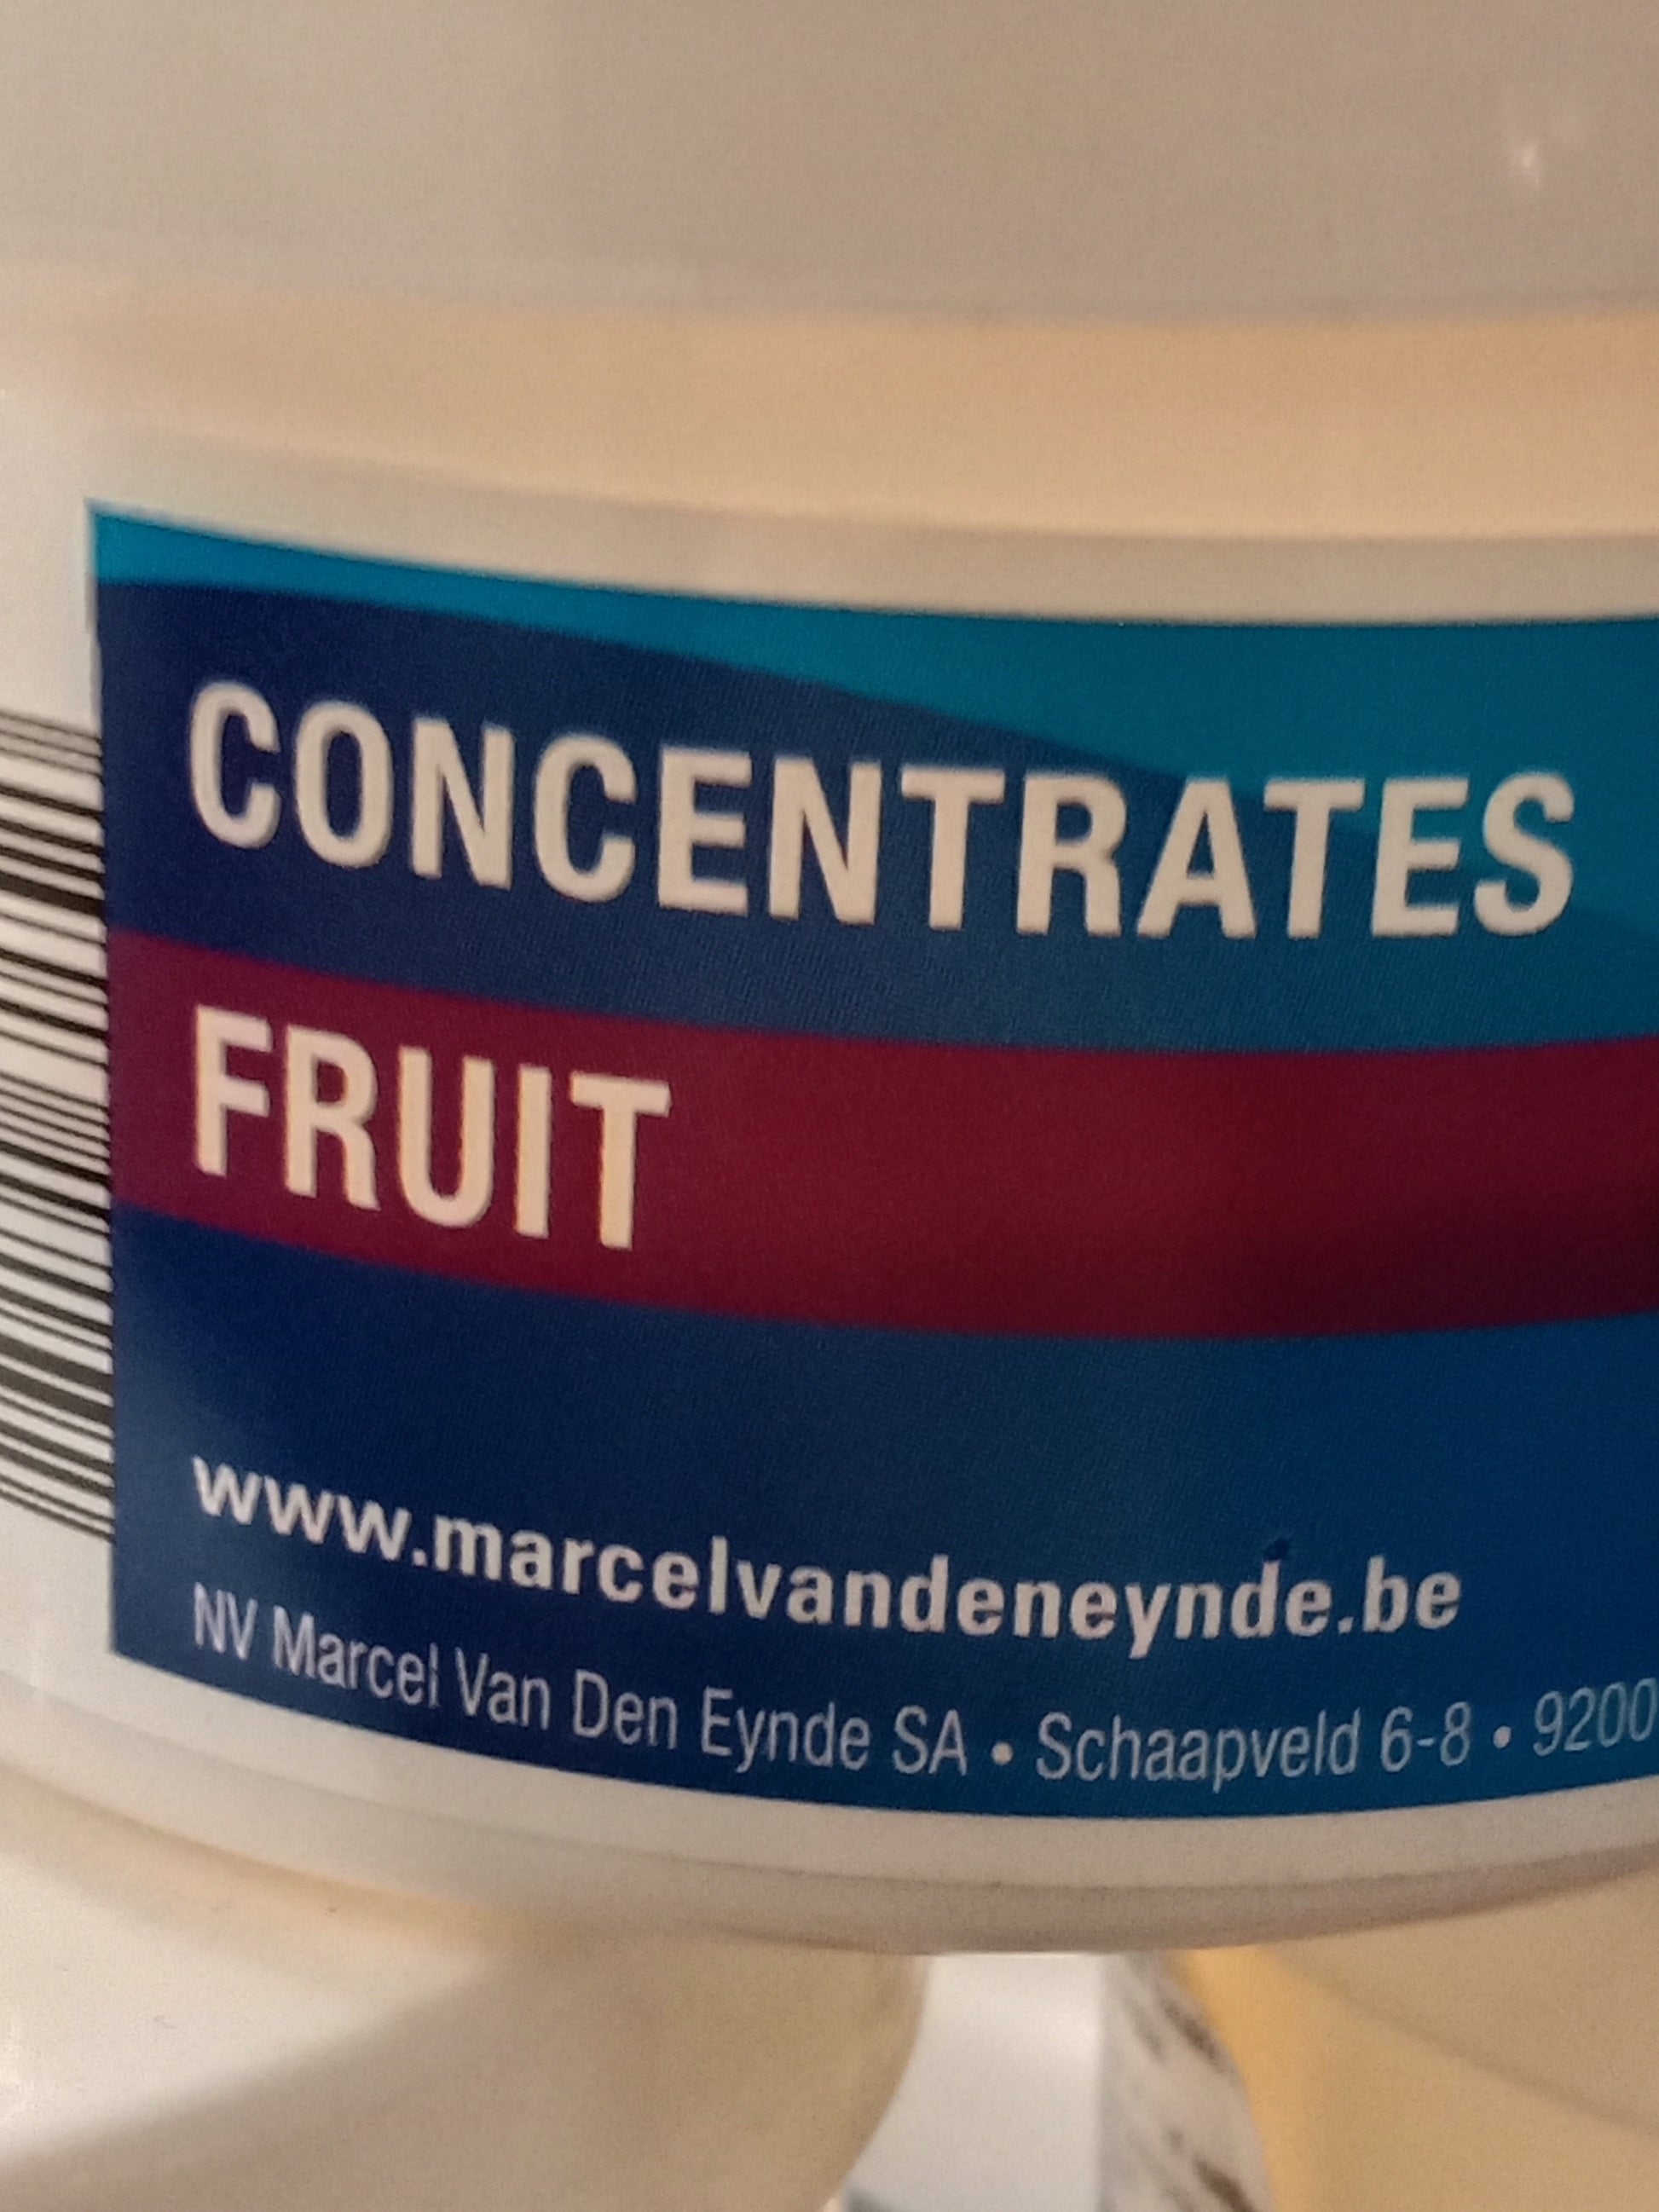 CONCENTRATES
FRUIT
www.marcelvandeneynde.be
NV Marcel Van Den Eynde SA • Schaapveld 6-8 • 9200